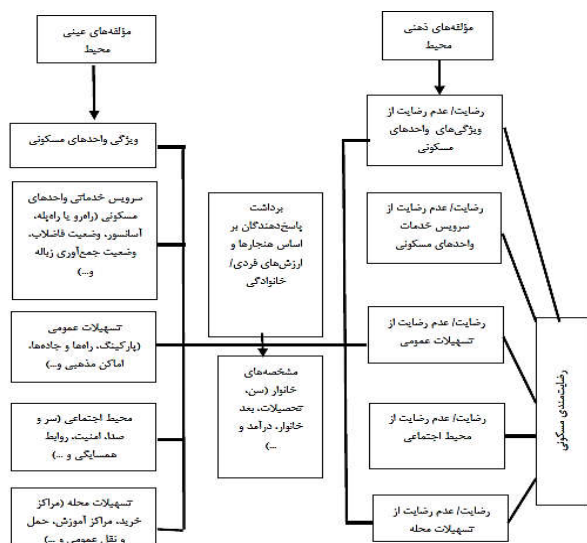 مؤلفه‌های ذهنی
محیط
مؤلفه‌های عینی
محیط
رضایت/ عدم رضایت از
ویژگی‌های واحدهای
مسکونی
رضایت/ عدم رضایت از
سرویس خدمات
واحدهای مسکونی
رضایت/ عدم رضایت از
تسهیلات عمومی
رضایت/ عدم رضایت از
محیط اجتماعی
رضایت/ عدم رضایت از
تسهیلات محله
رضایت‌مندی مسکونی
برداشت
پاسخ‌دهندگان بر
اساس هنجارها و
ارزش‌های فردی/
خانوادگی
مشخصه‌های
خانوار (سن،
تحصیلات، بعد
خانوار، درآمد و
...)
ویژگی واحدهای مسکونی
سرویس خدماتی واحدهای
مسکونی (راهرو یا راه‌پله،
آسانسور، وضعیت فاضلاب،
وضعیت جمع‌آوری زباله
و...)
تسهیلات عمومی
(پارکینگ، راه‌ها و جاده‌ها،
اماکن مذهبی و...)
محیط اجتماعی (سر و
صدا، امنیت، روابط
همسایگی و ...)
تسهیلات محله (مراکز
خرید، مراکز آموزش، حمل
و نقل عمومی و ...)